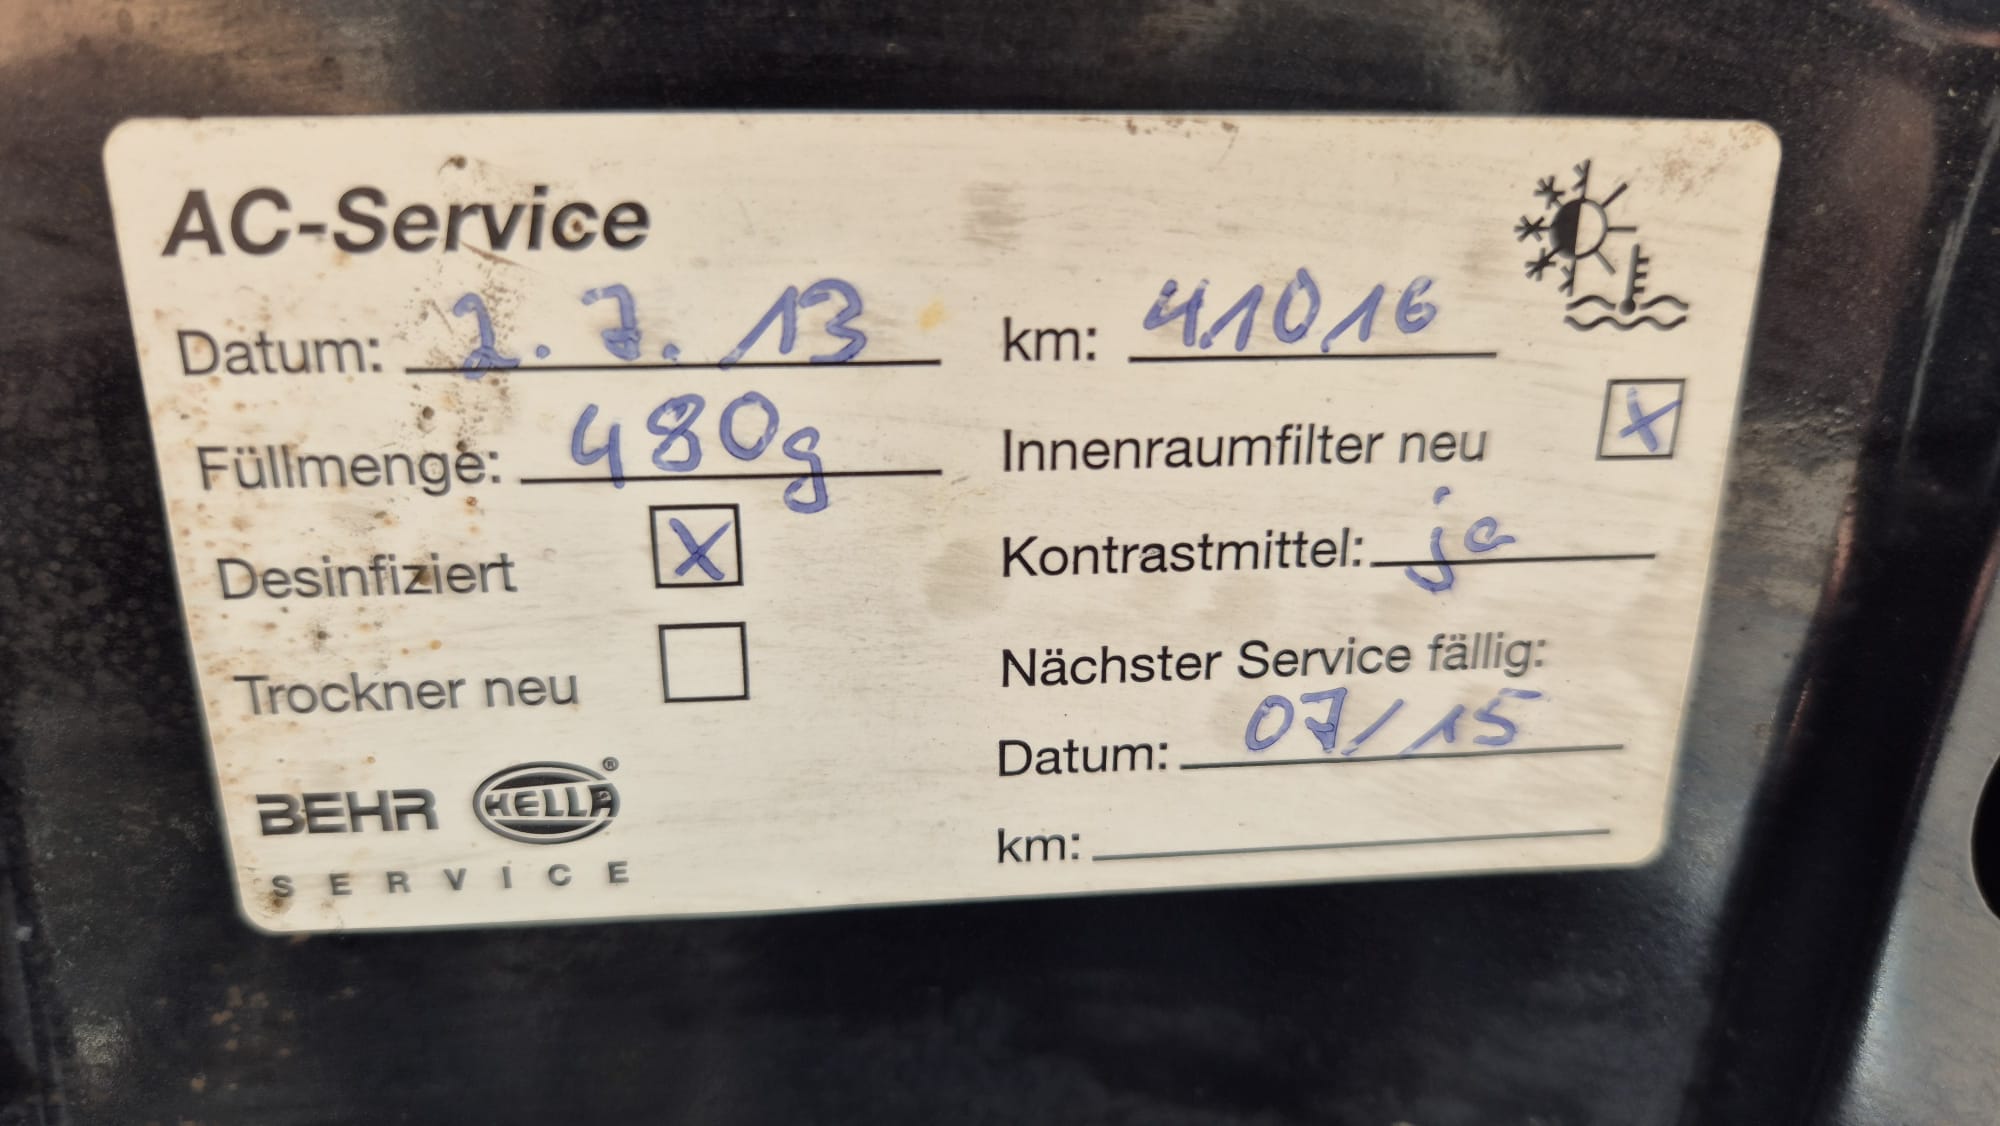 AC-Service
Datum: 2.7.13
km: 41016
Füllmenge: 480g
Innenraumfilter neu X
Desinfiziert X
Kontrastmittel: ja
Trockner neu
Nächster Service fällig:
Datum: 07/15
km:
BEHR HELLA®
SERVICE